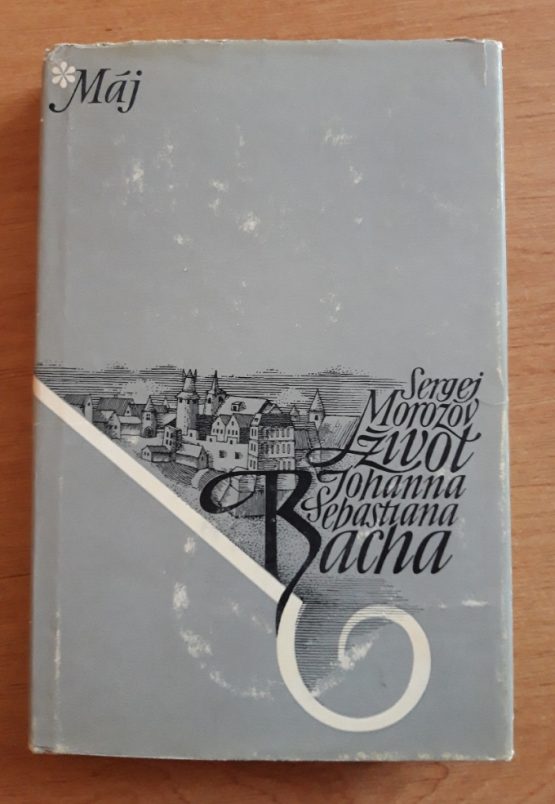 Máj
Sergej
Morozov
život
Johanna
Sebastiana
Bacha